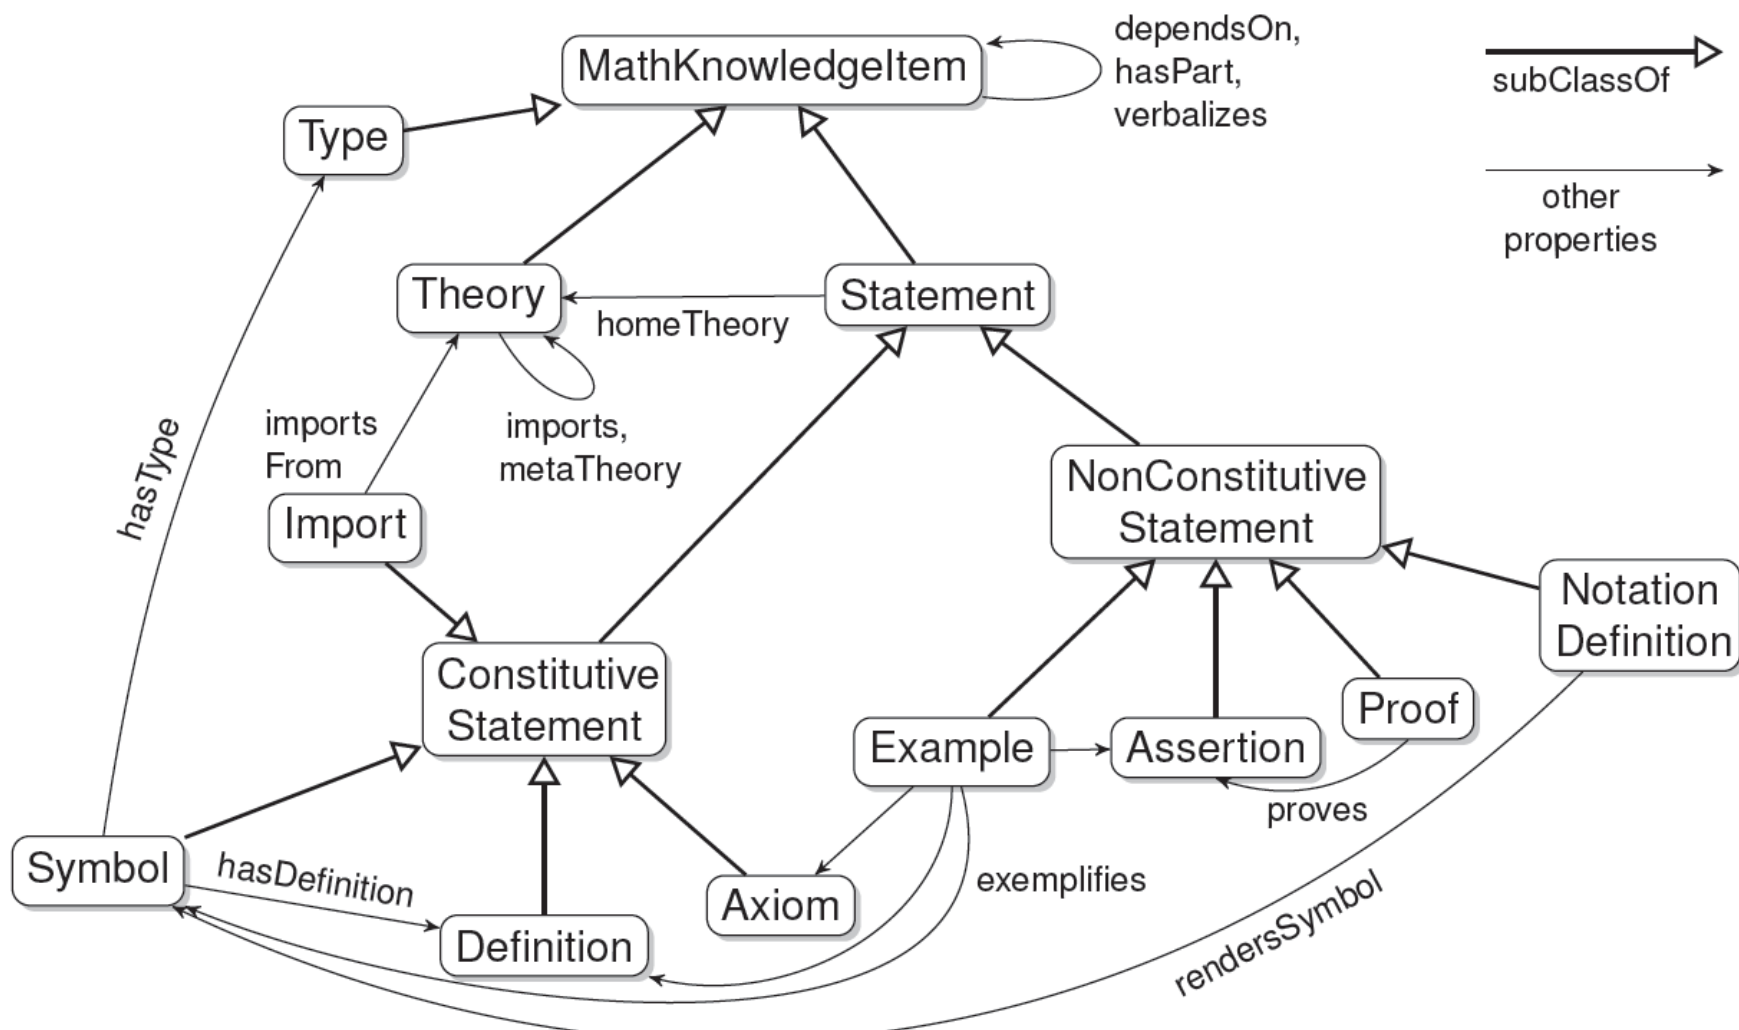 MathKnowledgeItem
dependsOn,
hasPart,
verbalizes
subClassOf
Type
other
properties
Theory
Statement
homeTheory
imports
From
imports,
metaTheory
hasType
Import
NonConstitutive
Statement
Notation
Definition
Constitutive
Statement
Proof
Example
Assertion
proves
Symbol
hasDefinition
Axiom
exemplifies
Definition
rendersSymbol